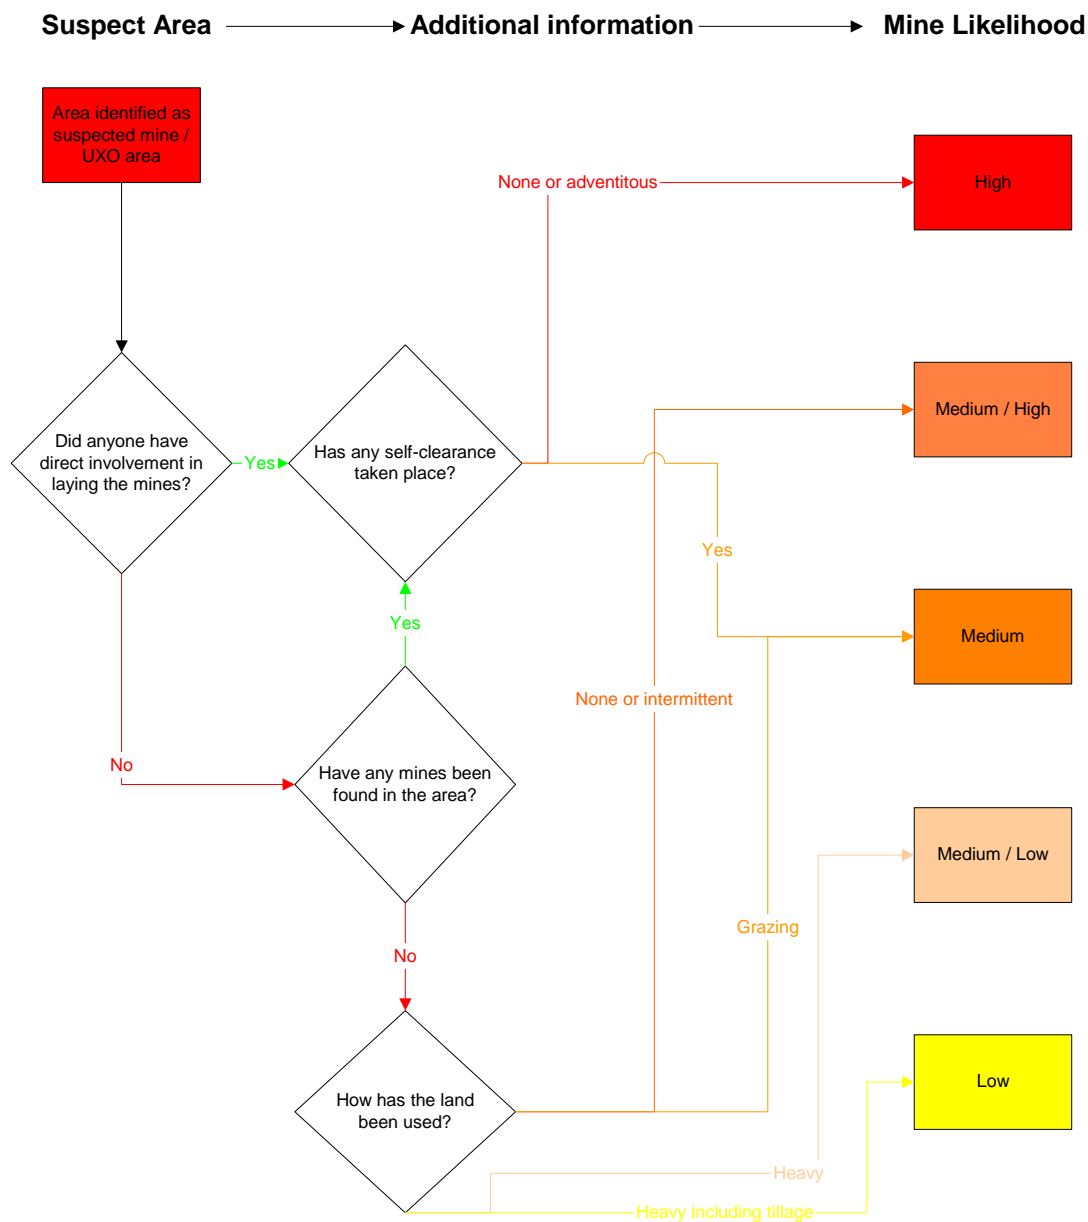 Suspect Area
Additional information
Mine Likelihood
Area identified as
suspected mine /
UXO area
None or adventitous
High
Did anyone have
direct involvement in
laying the mines?
Yes
Has any self-clearance
taken place?
Medium / High
Yes
Yes
Medium
None or intermittent
No
Have any mines been
found in the area?
Medium / Low
Grazing
No
How has the land
been used?
Low
Heavy
Heavy including tillage